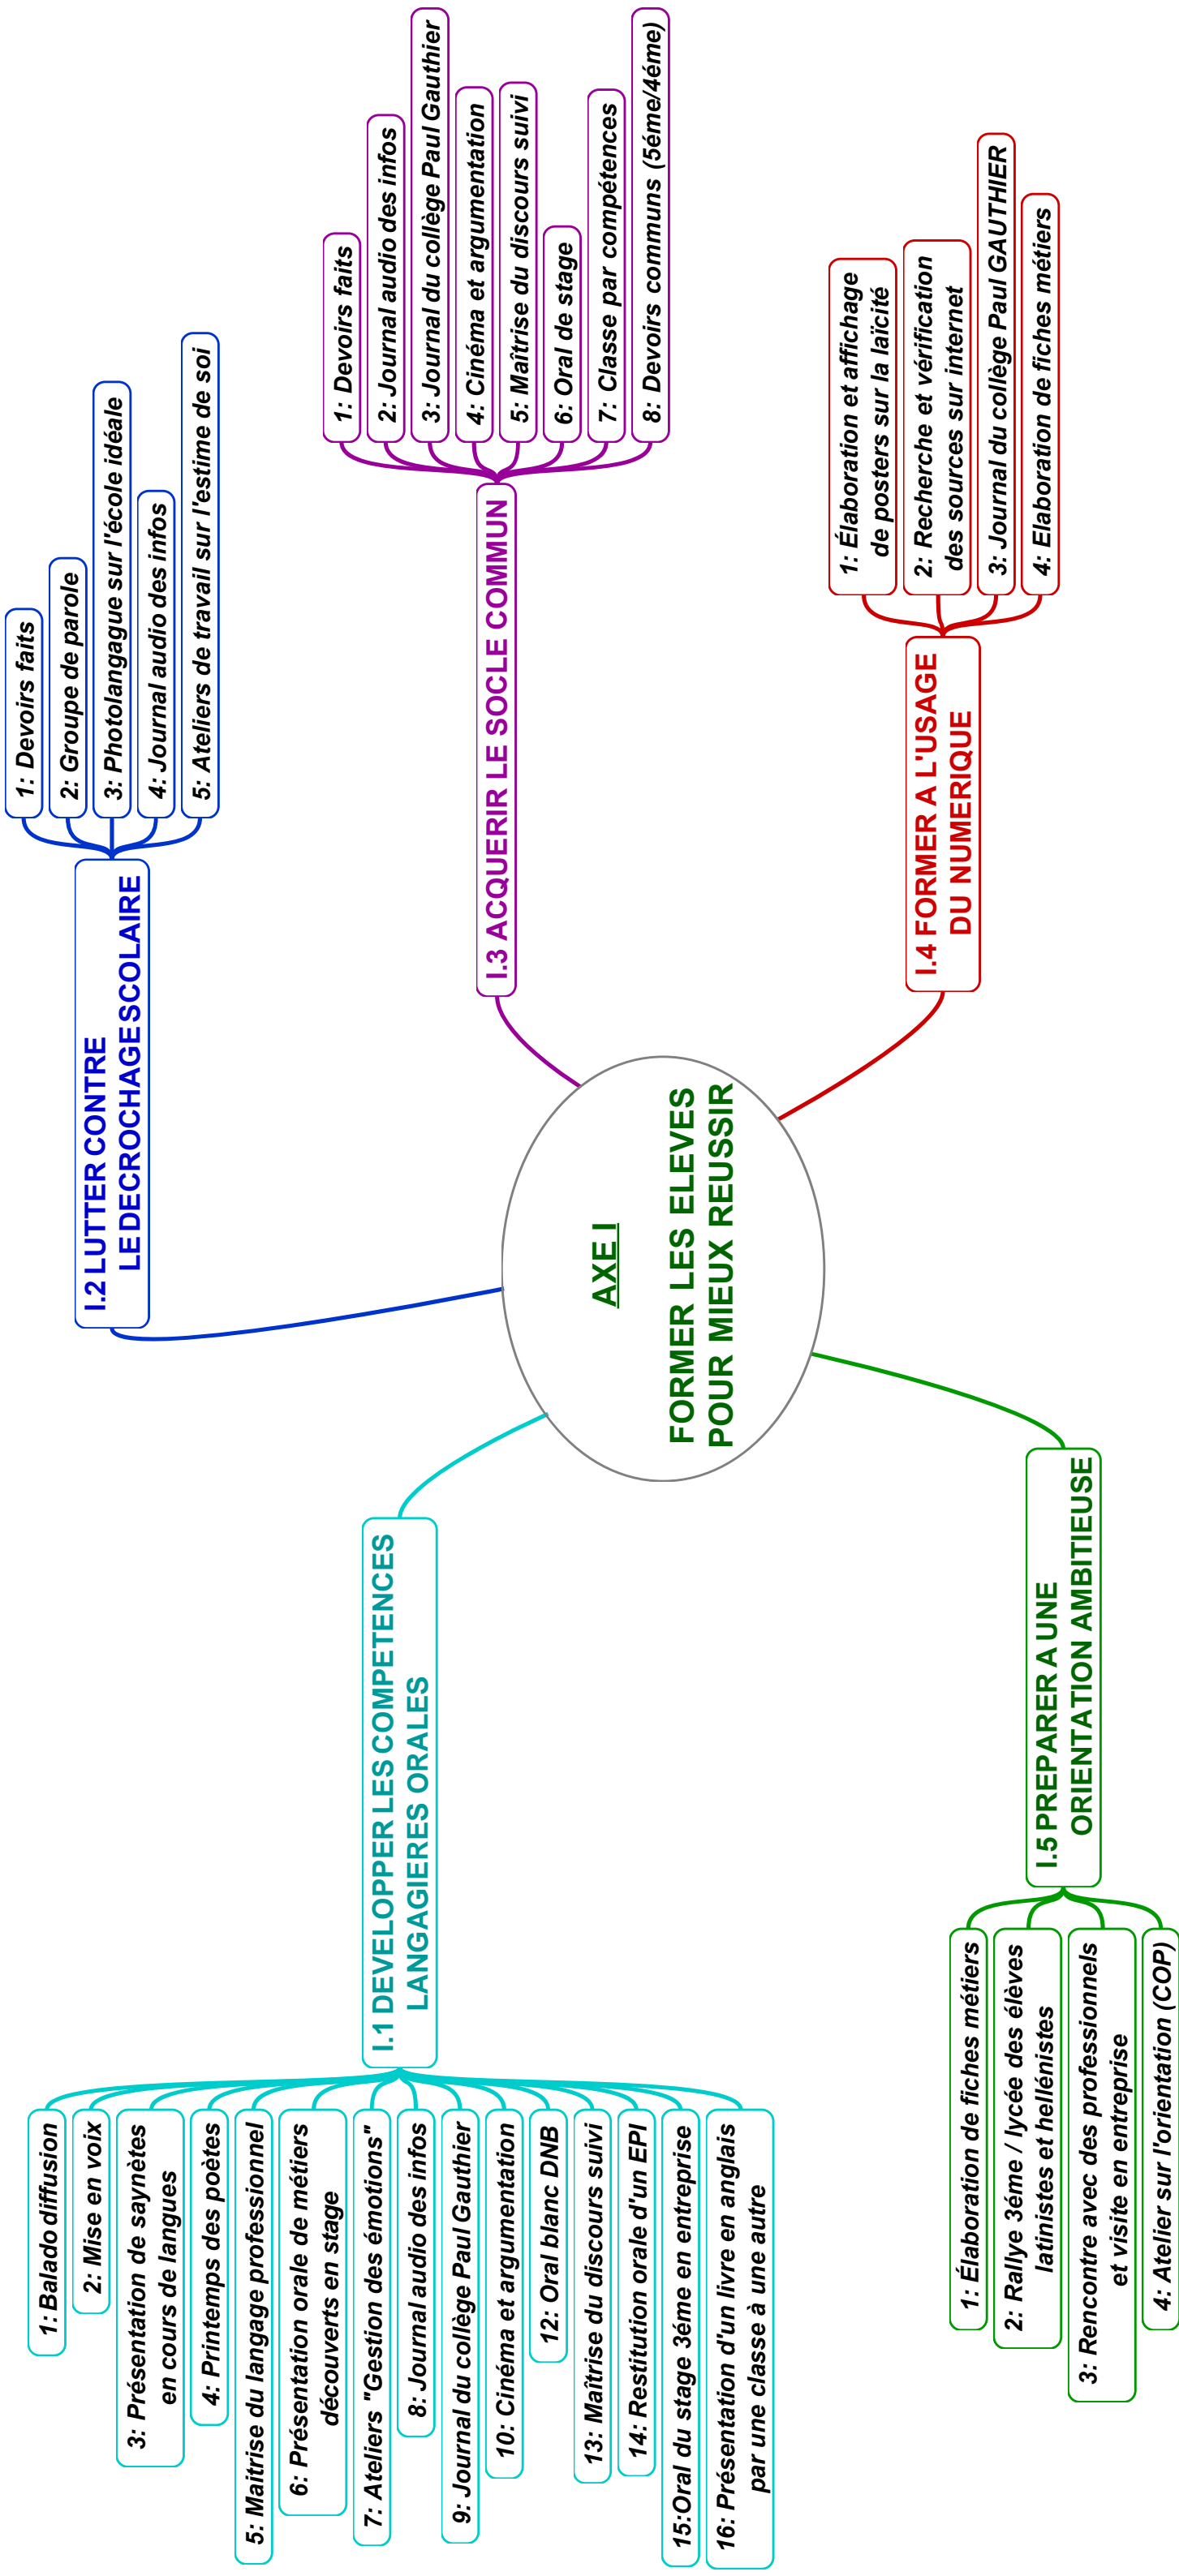 AXE I
FORMER LES ELEVES
POUR MIEUX REUSSIR
I.1 DEVELOPPER LES COMPETENCES
LANGAGIERES ORALES
1: Balado diffusion
2: Mise en voix
3: Présentation de saynètes
en cours de langues
4: Printemps des poètes
5: Maitrise du langage professionnel
6: Présentation orale de métiers
découverts en stage
7: Ateliers "Gestion des émotions"
8: Journal audio des infos
9: Journal du collège Paul Gauthier
10: Cinéma et argumentation
12: Oral blanc DNB
13: Maîtrise du discours suivi
14: Restitution orale d'un EPI
15:Oral du stage 3éme en entreprise
16: Présentation d'un livre en anglais
par une classe à une autre
I.2 LUTTER CONTRE
LE DECROCHAGE SCOLAIRE
1: Devoirs faits
2: Groupe de parole
3: Photolangague sur l'école idéale
4: Journal audio des infos
5: Ateliers de travail sur l'estime de soi
I.3 ACQUERIR LE SOCLE COMMUN
1: Devoirs faits
2: Journal audio des infos
3: Journal du collège Paul Gauthier
4: Cinéma et argumentation
5: Maîtrise du discours suivi
6: Oral de stage
7: Classe par compétences
8: Devoirs communs (5éme/4éme)
I.4 FORMER A L'USAGE
DU NUMERIQUE
1: Élaboration et affichage
de posters sur la laïcité
2: Recherche et vérification
des sources sur internet
3: Journal du collège Paul GAUTHIER
4: Elaboration de fiches métiers
I.5 PREPARER A UNE
ORIENTATION AMBITIEUSE
1: Élaboration de fiches métiers
2: Rallye 3éme / lycée des élèves
latinistes et hellénistes
3: Rencontre avec des professionnels
et visite en entreprise
4: Atelier sur l'orientation (COP)